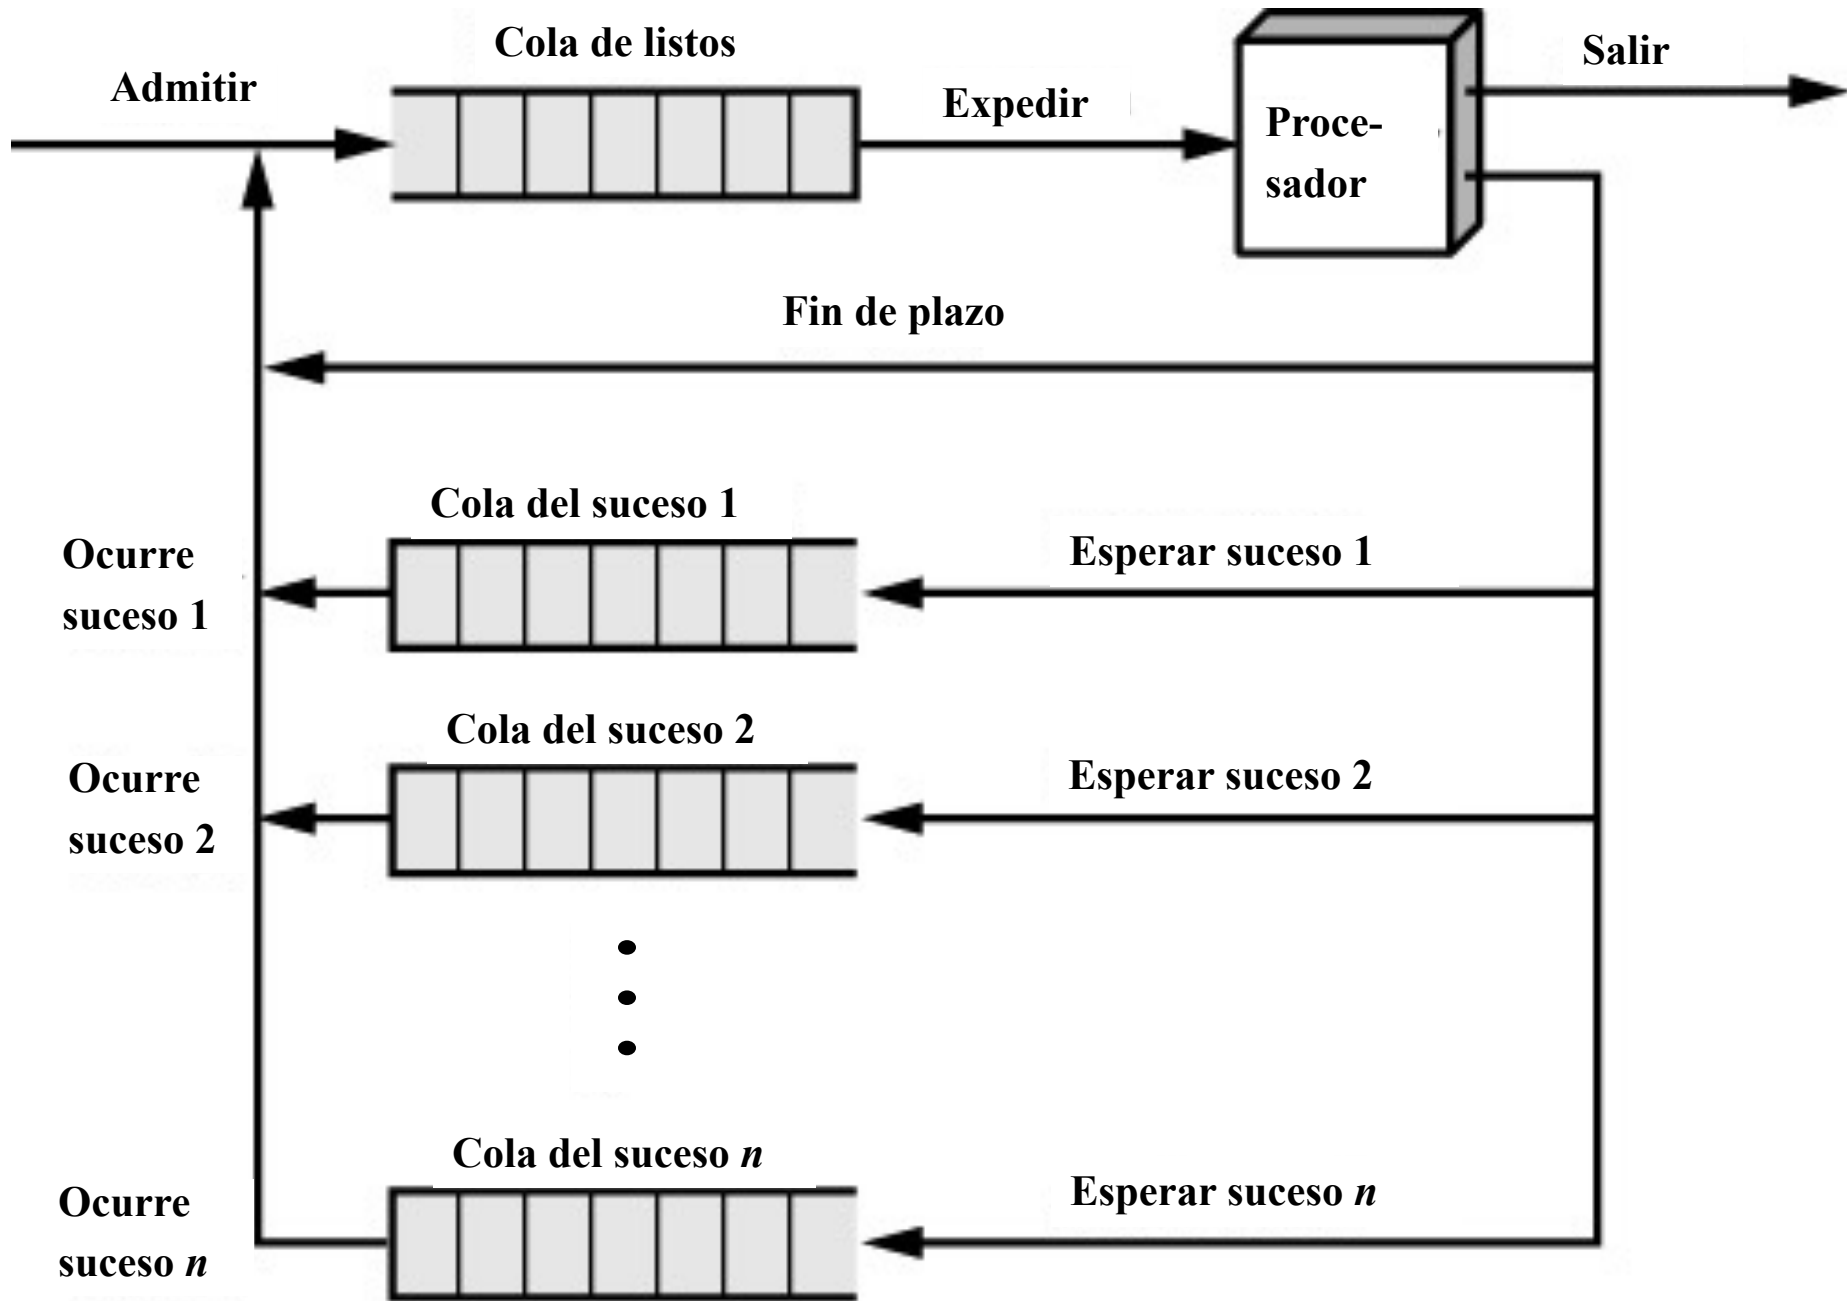 Cola de listos
Admitir
Expedir
Salir
Proce-
sador
Fin de plazo
Cola del suceso 1
Ocurre
suceso 1
Esperar suceso 1
Cola del suceso 2
Ocurre
suceso 2
Esperar suceso 2
Cola del suceso n
Ocurre
suceso n
Esperar suceso n